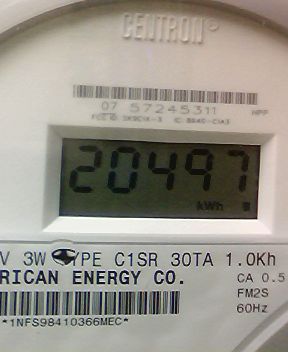 CENTRON®
07 57245311
HPF
20497
kWh
V 3W TYPE C1SR 30TA 1.0Kh
RICAN ENERGY CO.
CA 0.5
FM2S
60Hz
*1NFS98410366MEC*